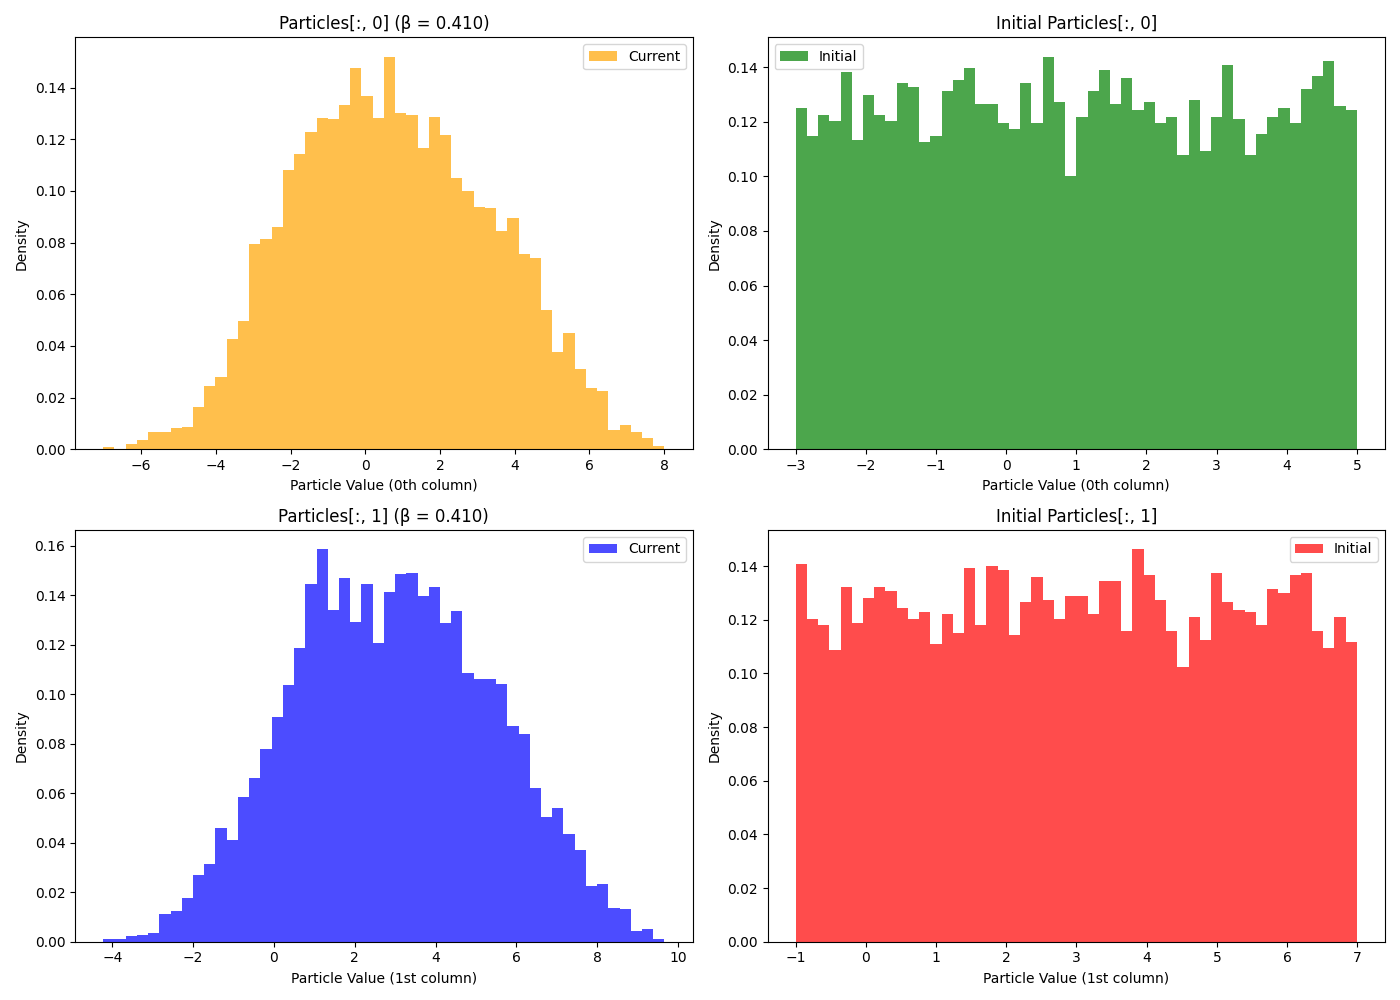 Particles[:, 0] (β = 0.410)
Current
Density
0.14
0.12
0.10
0.08
0.06
0.04
0.02
0.00
−6 −4 −2 0 2 4 6 8
Particle Value (0th column)
Initial Particles[:, 0]
Initial
Density
0.14
0.12
0.10
0.08
0.06
0.04
0.02
0.00
−3 −2 −1 0 1 2 3 4 5
Particle Value (0th column)
Particles[:, 1] (β = 0.410)
Current
Density
0.16
0.14
0.12
0.10
0.08
0.06
0.04
0.02
0.00
−4 −2 0 2 4 6 8 10
Particle Value (1st column)
Initial Particles[:, 1]
Initial
Density
0.14
0.12
0.10
0.08
0.06
0.04
0.02
0.00
−1 0 1 2 3 4 5 6 7
Particle Value (1st column)